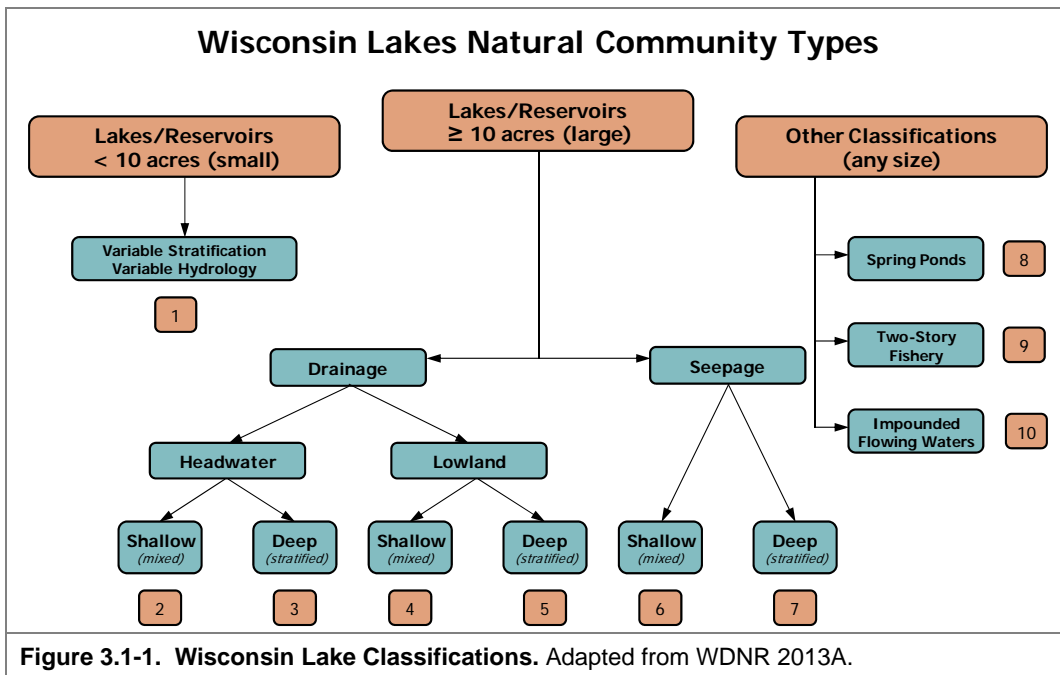 Wisconsin Lakes Natural Community Types
Lakes/Reservoirs
< 10 acres (small)
Lakes/Reservoirs
≥ 10 acres (large)
Other Classifications
(any size)
Variable Stratification
Variable Hydrology
1
Spring Ponds
8
Two-Story
Fishery
9
Impounded
Flowing Waters
10
Drainage
Seepage
Headwater
Lowland
Shallow
(mixed)
Deep
(stratified)
Shallow
(mixed)
Deep
(stratified)
Shallow
(mixed)
Deep
(stratified)
2
3
4
5
6
7
Figure 3.1-1. Wisconsin Lake Classifications. Adapted from WDNR 2013A.